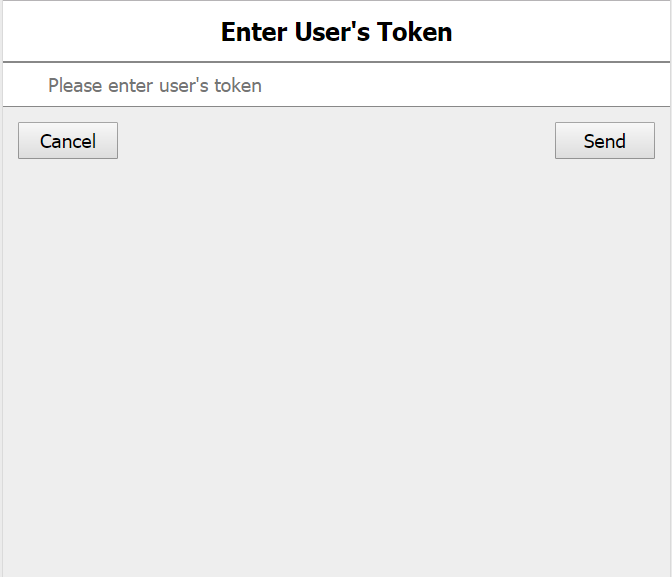 Enter User's Token
Please enter user's token
Cancel
Send